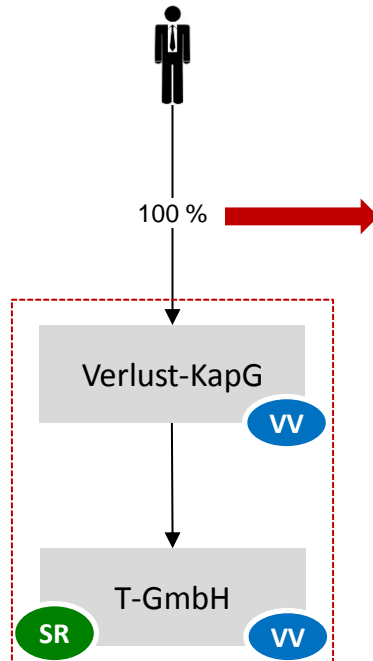 100 %
Verlust-KapG
VV
T-GmbH
SR
VV